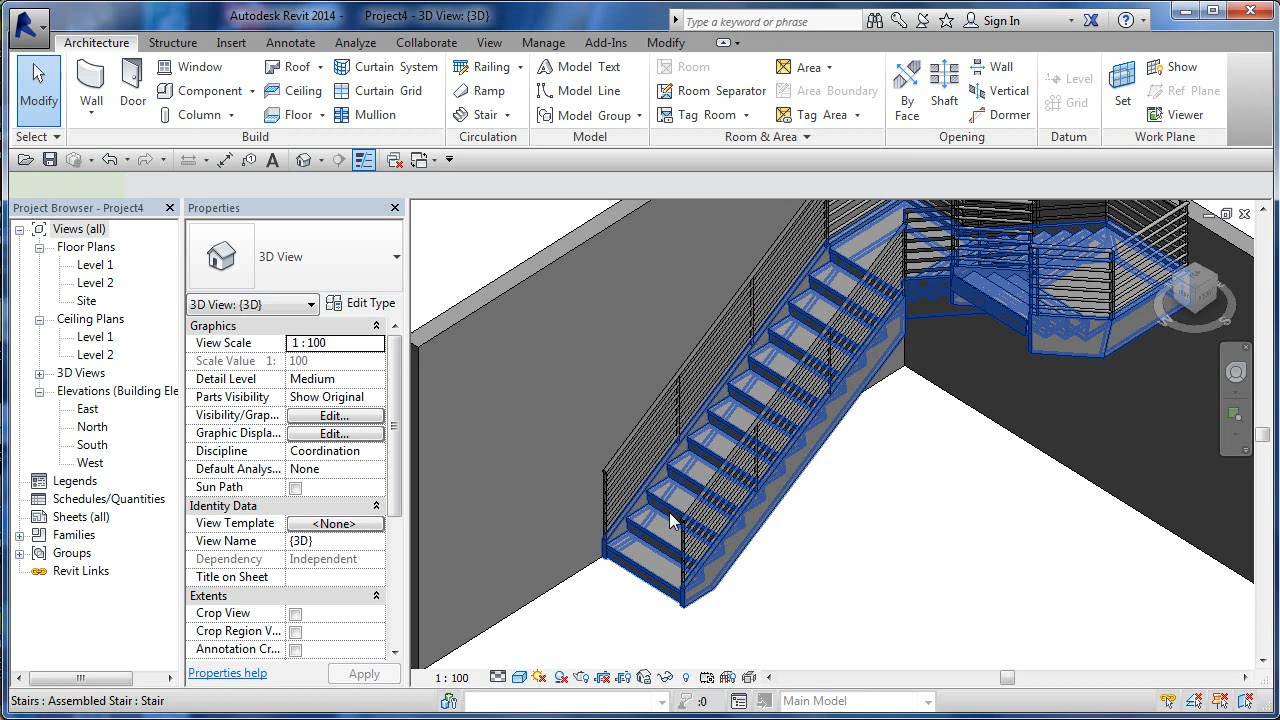 Autodesk Revit 2014 - Project4 - 3D View: {3D}
Type a keyword or phrase
Sign In
Architecture Structure Insert Annotate Analyze Collaborate View Manage Add-Ins Modify
Modify
Wall
Door
Window
Component
Column
Roof
Ceiling
Floor
Curtain System
Curtain Grid
Mullion
Railing
Ramp
Stair
Model Text
Model Line
Model Group
Room
Room Separator
Tag Room
Area
Area Boundary
Tag Area
By
Face
Shaft
Wall
Vertical
Dormer
Level
Grid
Set
Show
Ref Plane
Viewer
Select Build Circulation Model Room & Area Opening Datum Work Plane
Project Browser - Project4
Views (all)
Floor Plans
Level 1
Level 2
Site
Ceiling Plans
Level 1
Level 2
3D Views
Elevations (Building Ele
East
North
South
West
Legends
Schedules/Quantities
Sheets (all)
Families
Groups
Revit Links
Properties
3D View
3D View: {3D} Edit Type
Graphics
View Scale 1 : 100
Scale Value 1: 100
Detail Level Medium
Parts Visibility Show Original
Visibility/Grap... Edit...
Graphic Displa... Edit...
Discipline Coordination
Default Analys... None
Sun Path
Identity Data
View Template <None>
View Name {3D}
Dependency Independent
Title on Sheet
Extents
Crop View
Crop Region V...
Annotation Cr...
Properties help Apply
1 : 100
Stairs : Assembled Stair : Stair
:0
Main Model